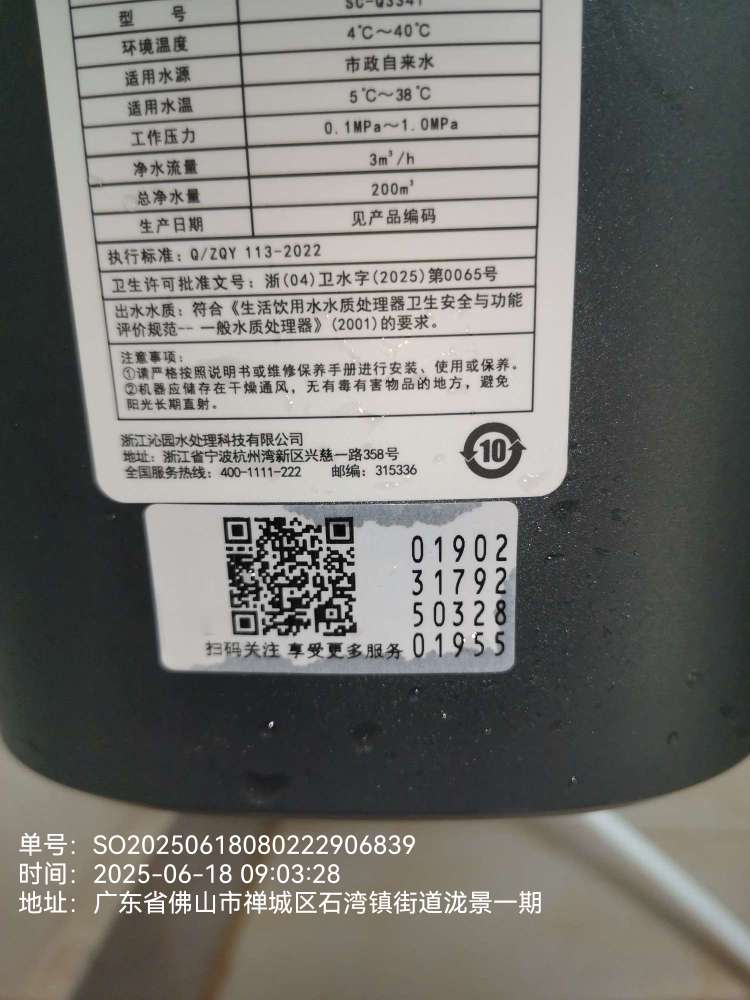 型 号 SC-Q3341
环境温度 4℃～40℃
适用水源 市政自来水
适用水温 5℃～38℃
工作压力 0.1MPa～1.0MPa
净水流量 3m³/h
总净水量 200m³
生产日期 见产品编码
执行标准：Q/ZQY 113-2022
卫生许可批准文号：浙(04)卫水字(2025)第0065号
出水水质：符合《生活饮用水水质处理器卫生安全与功能
评价规范-- 一般水质处理器》(2001)的要求。
注意事项：
①请严格按照说明书或维修保养手册进行安装、使用或保养。
②机器应储存在干燥通风，无有毒有害物品的地方，避免
阳光长期直射。
浙江沁园水处理科技有限公司
地址：浙江省宁波杭州湾新区兴慈一路358号
全国服务热线：400-1111-222 邮编：315336
10
01902
31792
50328
01955
扫码关注 享受更多服务
单号：SO20250618080222906839
时间：2025-06-18 09:03:28
地址：广东省佛山市禅城区石湾镇街道泷景一期